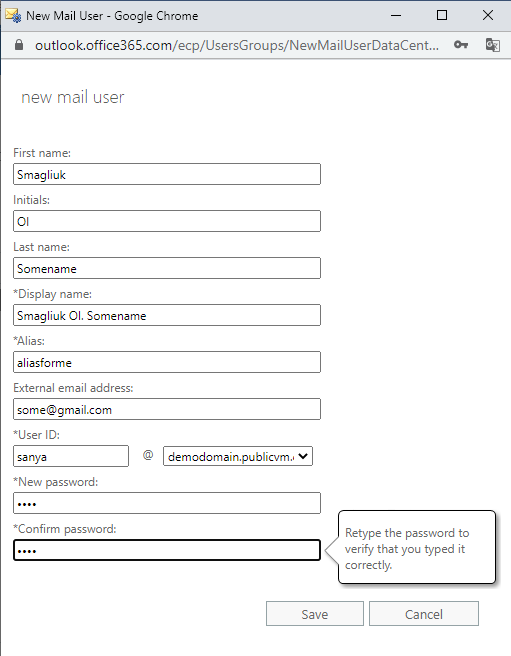 New Mail User - Google Chrome
outlook.office365.com/ecp/UsersGroups/NewMailUserDataCent...
new mail user
First name:
Smagliuk
Initials:
Ol
Last name:
Somename
*Display name:
Smagliuk Ol. Somename
*Alias:
aliasforme
External email address:
some@gmail.com
*User ID:
sanya @ demodomain.publicvm.
*New password:
••••
*Confirm password:
••••
Retype the password to
verify that you typed it
correctly.
Save Cancel